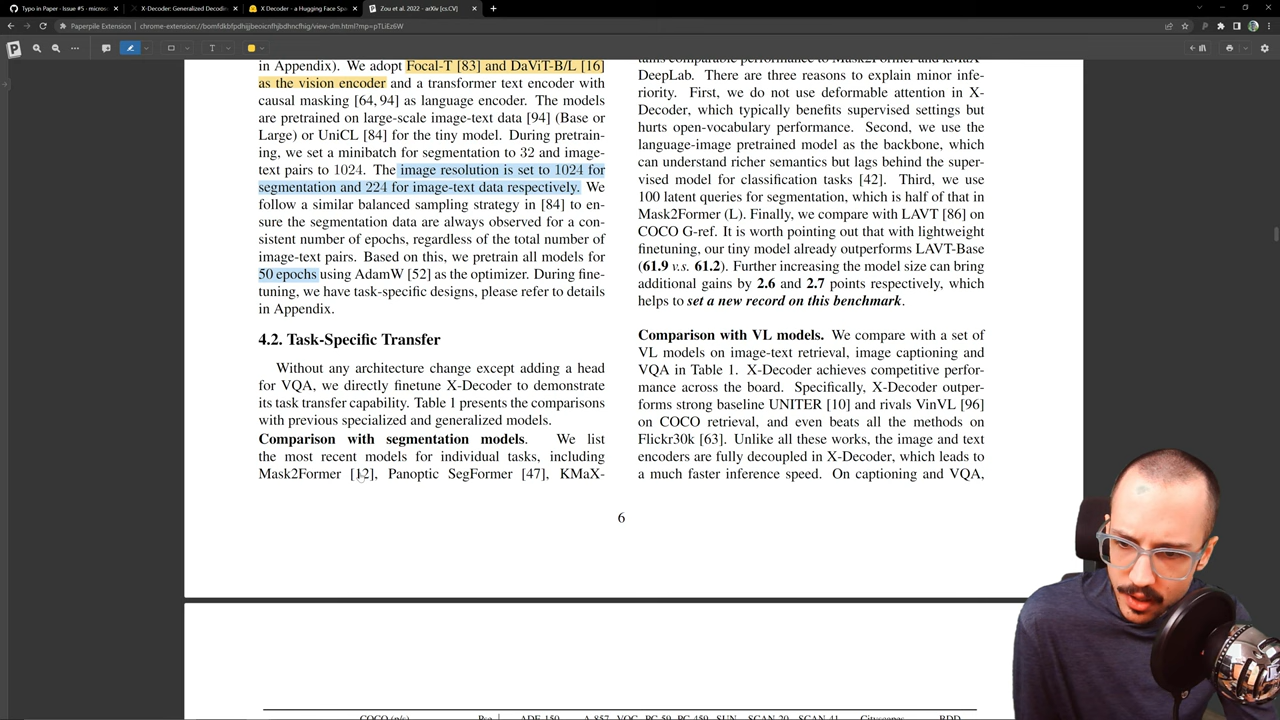 Typo in Paper · Issue #5 · micros
X-Decoder: Generalized Decodin
X Decoder - a Hugging Face Spa
Zou et al. 2022 - arXiv [cs.CV]
Paperpile Extension
in Appendix). We adopt Focal-T [83] and DaViT-B/L [16]
as the vision encoder and a transformer text encoder with
causal masking [64, 94] as language encoder. The models
are pretrained on large-scale image-text data [94] (Base or
Large) or UniCL [84] for the tiny model. During pretrain-
ing, we set a minibatch for segmentation to 32 and image-
text pairs to 1024. The image resolution is set to 1024 for
segmentation and 224 for image-text data respectively. We
follow a similar balanced sampling strategy in [84] to en-
sure the segmentation data are always observed for a con-
sistent number of epochs, regardless of the total number of
image-text pairs. Based on this, we pretrain all models for
50 epochs using AdamW [52] as the optimizer. During fine-
tuning, we have task-specific designs, please refer to details
in Appendix.
4.2. Task-Specific Transfer
Without any architecture change except adding a head
for VQA, we directly finetune X-Decoder to demonstrate
its task transfer capability. Table 1 presents the comparisons
with previous specialized and generalized models.
Comparison with segmentation models. We list
the most recent models for individual tasks, including
Mask2Former [12], Panoptic SegFormer [47], KMaX-
DeepLab. There are three reasons to explain minor infe-
riority. First, we do not use deformable attention in X-
Decoder, which typically benefits supervised settings but
hurts open-vocabulary performance. Second, we use the
language-image pretrained model as the backbone, which
can understand richer semantics but lags behind the super-
vised model for classification tasks [42]. Third, we use
100 latent queries for segmentation, which is half of that in
Mask2Former (L). Finally, we compare with LAVT [86] on
COCO G-ref. It is worth pointing out that with lightweight
finetuning, our tiny model already outperforms LAVT-Base
(61.9 v.s. 61.2). Further increasing the model size can bring
additional gains by 2.6 and 2.7 points respectively, which
helps to set a new record on this benchmark.
Comparison with VL models. We compare with a set of
VL models on image-text retrieval, image captioning and
VQA in Table 1. X-Decoder achieves competitive perfor-
mance across the board. Specifically, X-Decoder outper-
forms strong baseline UNITER [10] and rivals VinVL [96]
on COCO retrieval, and even beats all the methods on
Flickr30k [63]. Unlike all these works, the image and text
encoders are fully decoupled in X-Decoder, which leads to
a much faster inference speed. On captioning and VQA,
6